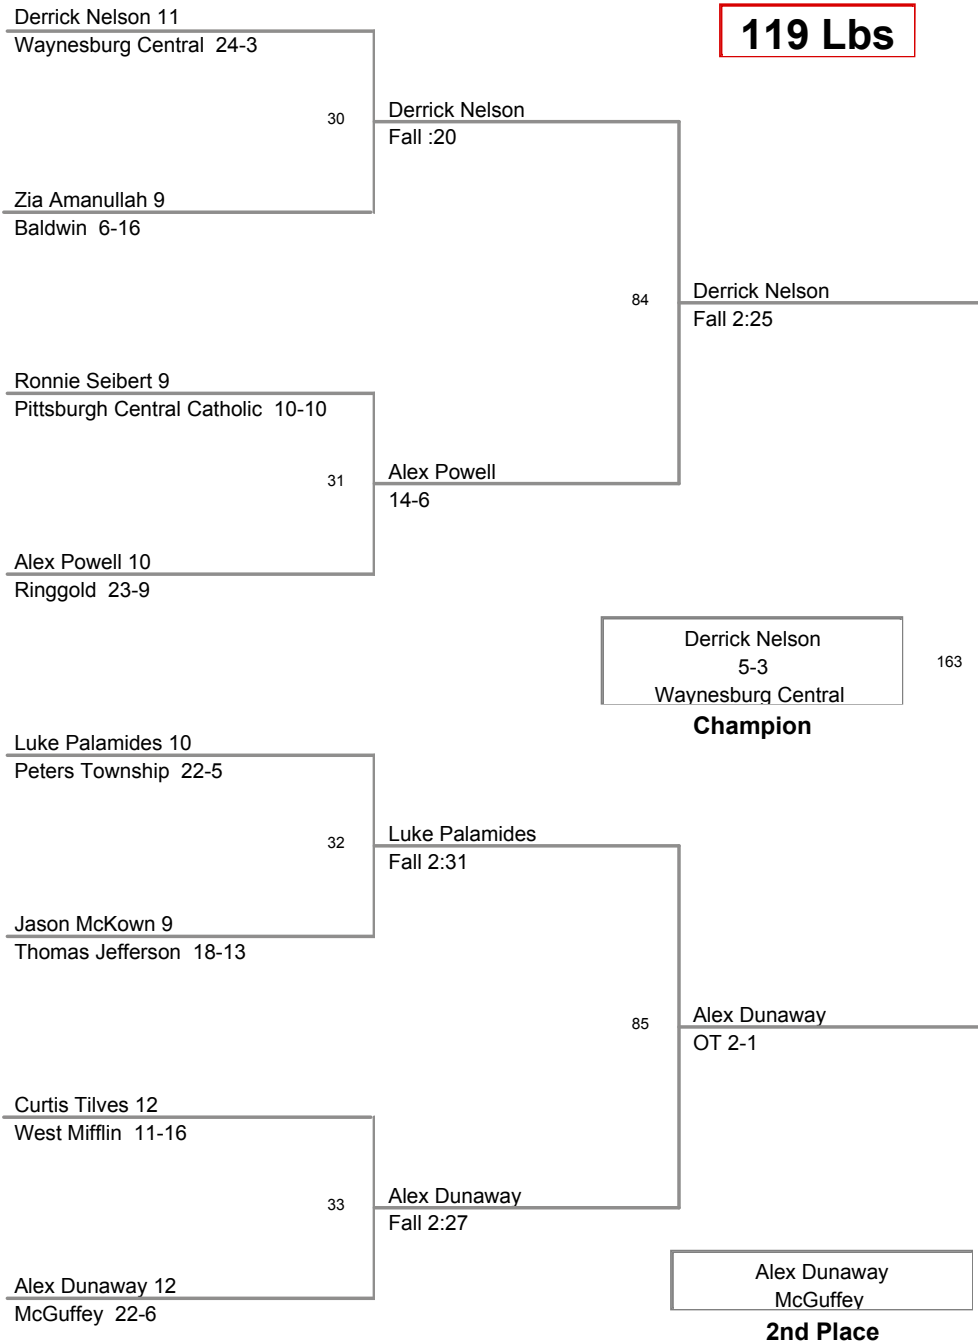 Derrick Nelson 11
Waynesburg Central 24-3
119 Lbs
30
Derrick Nelson
Fall :20
Zia Amanullah 9
Baldwin 6-16
84
Derrick Nelson
Fall 2:25
Ronnie Seibert 9
Pittsburgh Central Catholic 10-10
31
Alex Powell
14-6
Alex Powell 10
Ringgold 23-9
Derrick Nelson
5-3
Waynesburg Central
163
Champion
Luke Palamides 10
Peters Township 22-5
32
Luke Palamides
Fall 2:31
Jason McKown 9
Thomas Jefferson 18-13
85
Alex Dunaway
OT 2-1
Curtis Tilves 12
West Mifflin 11-16
33
Alex Dunaway
Fall 2:27
Alex Dunaway 12
McGuffey 22-6
Alex Dunaway
McGuffey
2nd Place